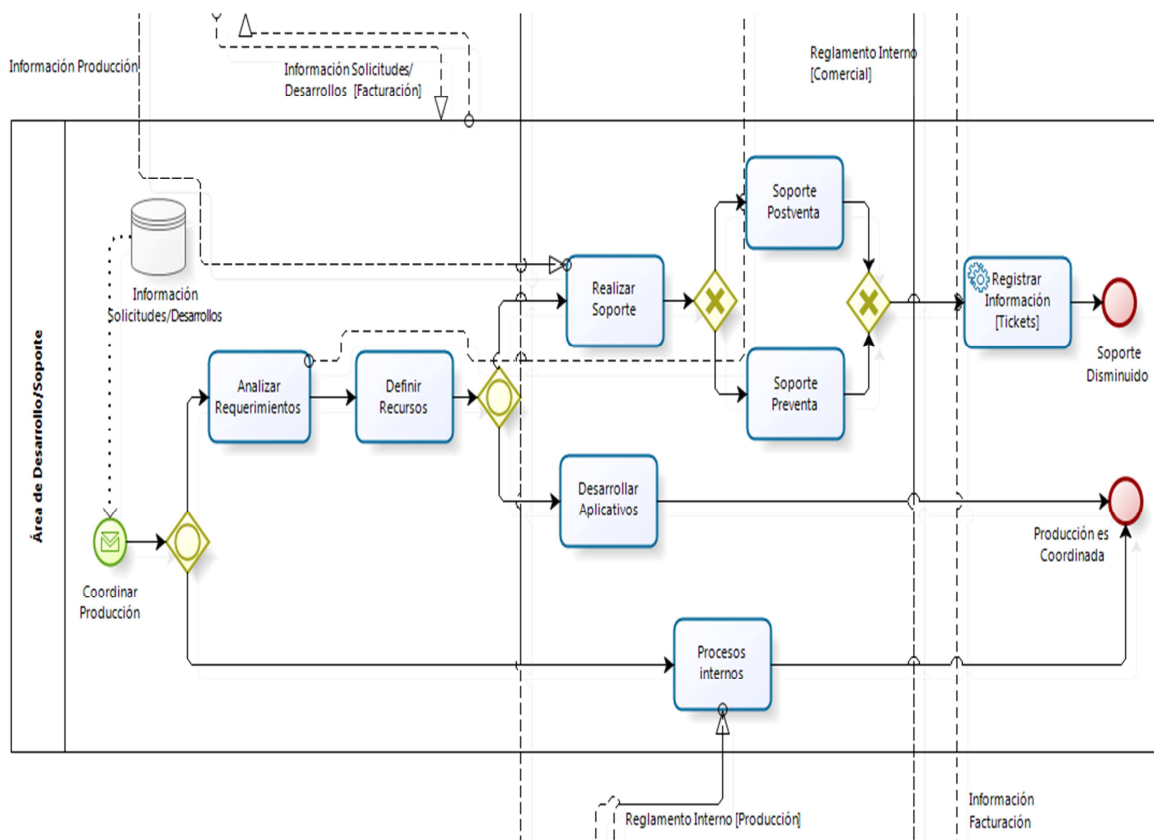 Información Producción
Información Solicitudes/
Desarrollos [Facturación]
Reglamento Interno
[Comercial]
Área de Desarrollo/Soporte
Información
Solicitudes/Desarrollos
Soporte
Postventa
Realizar
Soporte
Registrar
Información
[Tickets]
Soporte
Disminuido
Analizar
Requerimientos
Definir
Recursos
Soporte
Preventa
Desarrollar
Aplicativos
Producción es
Coordinada
Coordinar
Producción
Procesos
internos
Reglamento Interno [Producción]
Información
Facturación